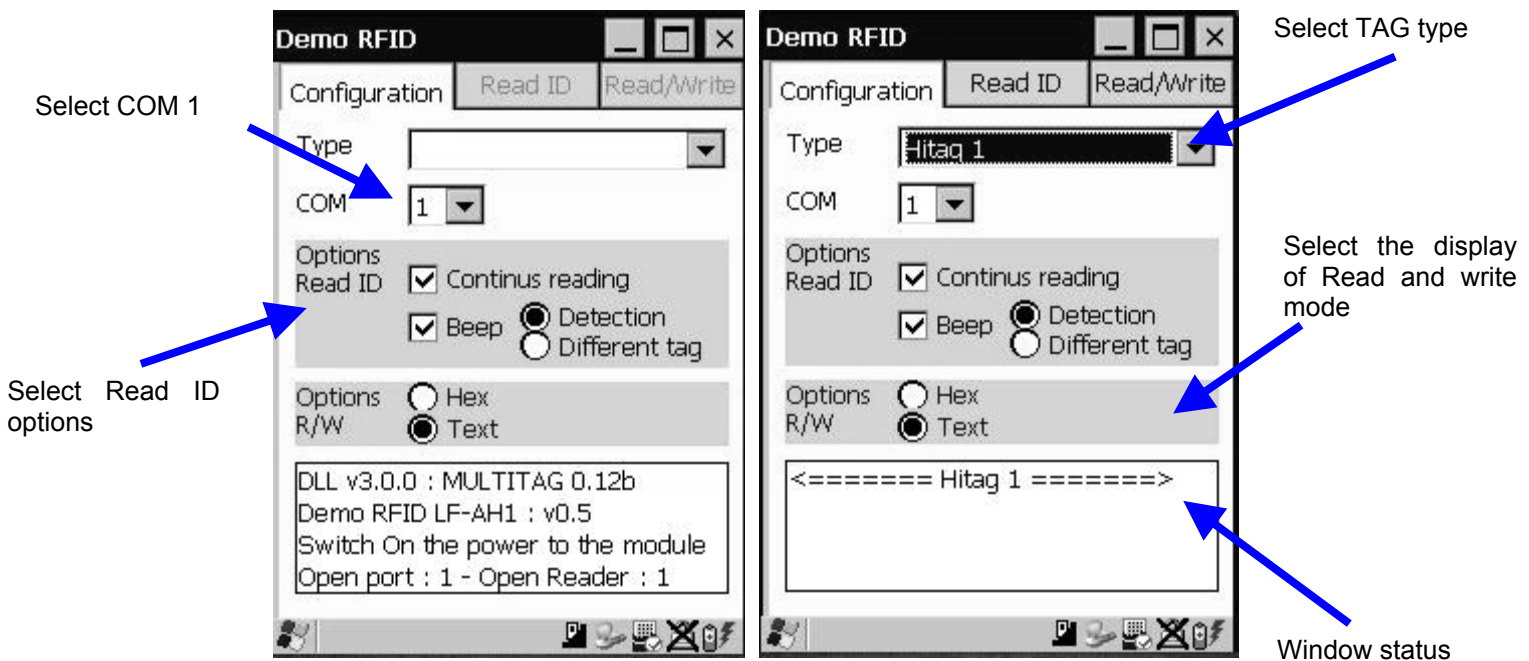 Select COM 1
Select Read ID
options
Demo RFID
Configuration Read ID Read/Write
Type
COM 1
Options
Read ID
Continus reading
Beep
Detection
Different tag
Options
R/W
Hex
Text
DLL v3.0.0 : MULTITAG 0.12b
Demo RFID LF-AH1 : v0.5
Switch On the power to the module
Open port : 1 - Open Reader : 1
Demo RFID
Configuration Read ID Read/Write
Type Hitag 1
COM 1
Options
Read ID
Continus reading
Beep
Detection
Different tag
Options
R/W
Hex
Text
<======= Hitag 1 =======>
Select TAG type
Select the display
of Read and write
mode
Window status